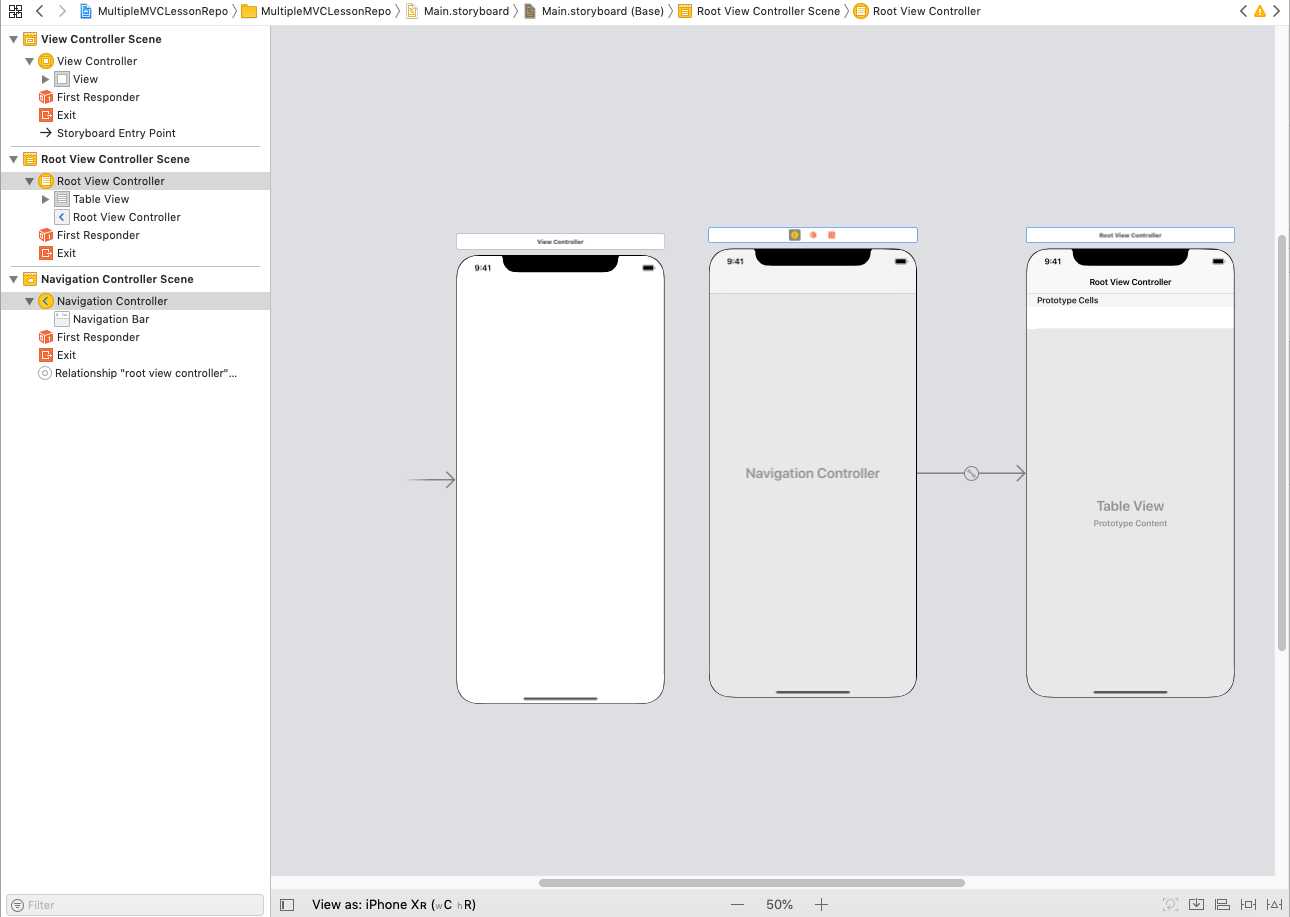 MultipleMVCLessonRepo MultipleMVCLessonRepo Main.storyboard Main.storyboard (Base) Root View Controller Scene Root View Controller
View Controller Scene
View Controller
View
First Responder
Exit
Storyboard Entry Point
Root View Controller Scene
Root View Controller
Table View
Root View Controller
First Responder
Exit
Navigation Controller Scene
Navigation Controller
Navigation Bar
First Responder
Exit
Relationship "root view controller"...
Filter
View Controller
9:41
9:41
Navigation Controller
Root View Controller
9:41
Root View Controller
Prototype Cells
Table View
Prototype Content
View as: iPhone XR (wC hR)
50%